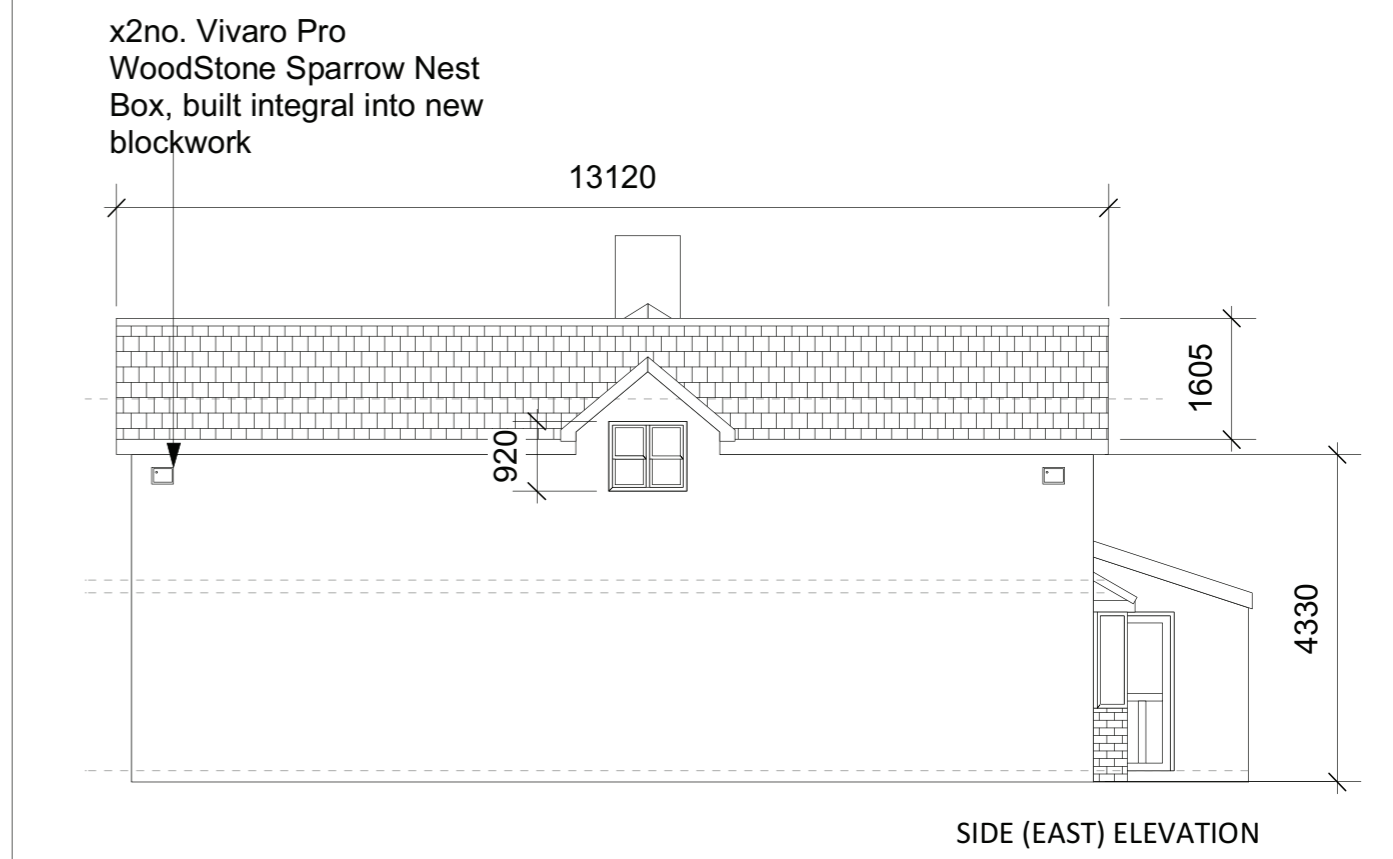 x2no. Vivaro Pro
WoodStone Sparrow Nest
Box, built integral into new
blockwork
13120
1605
920
4330
SIDE (EAST) ELEVATION